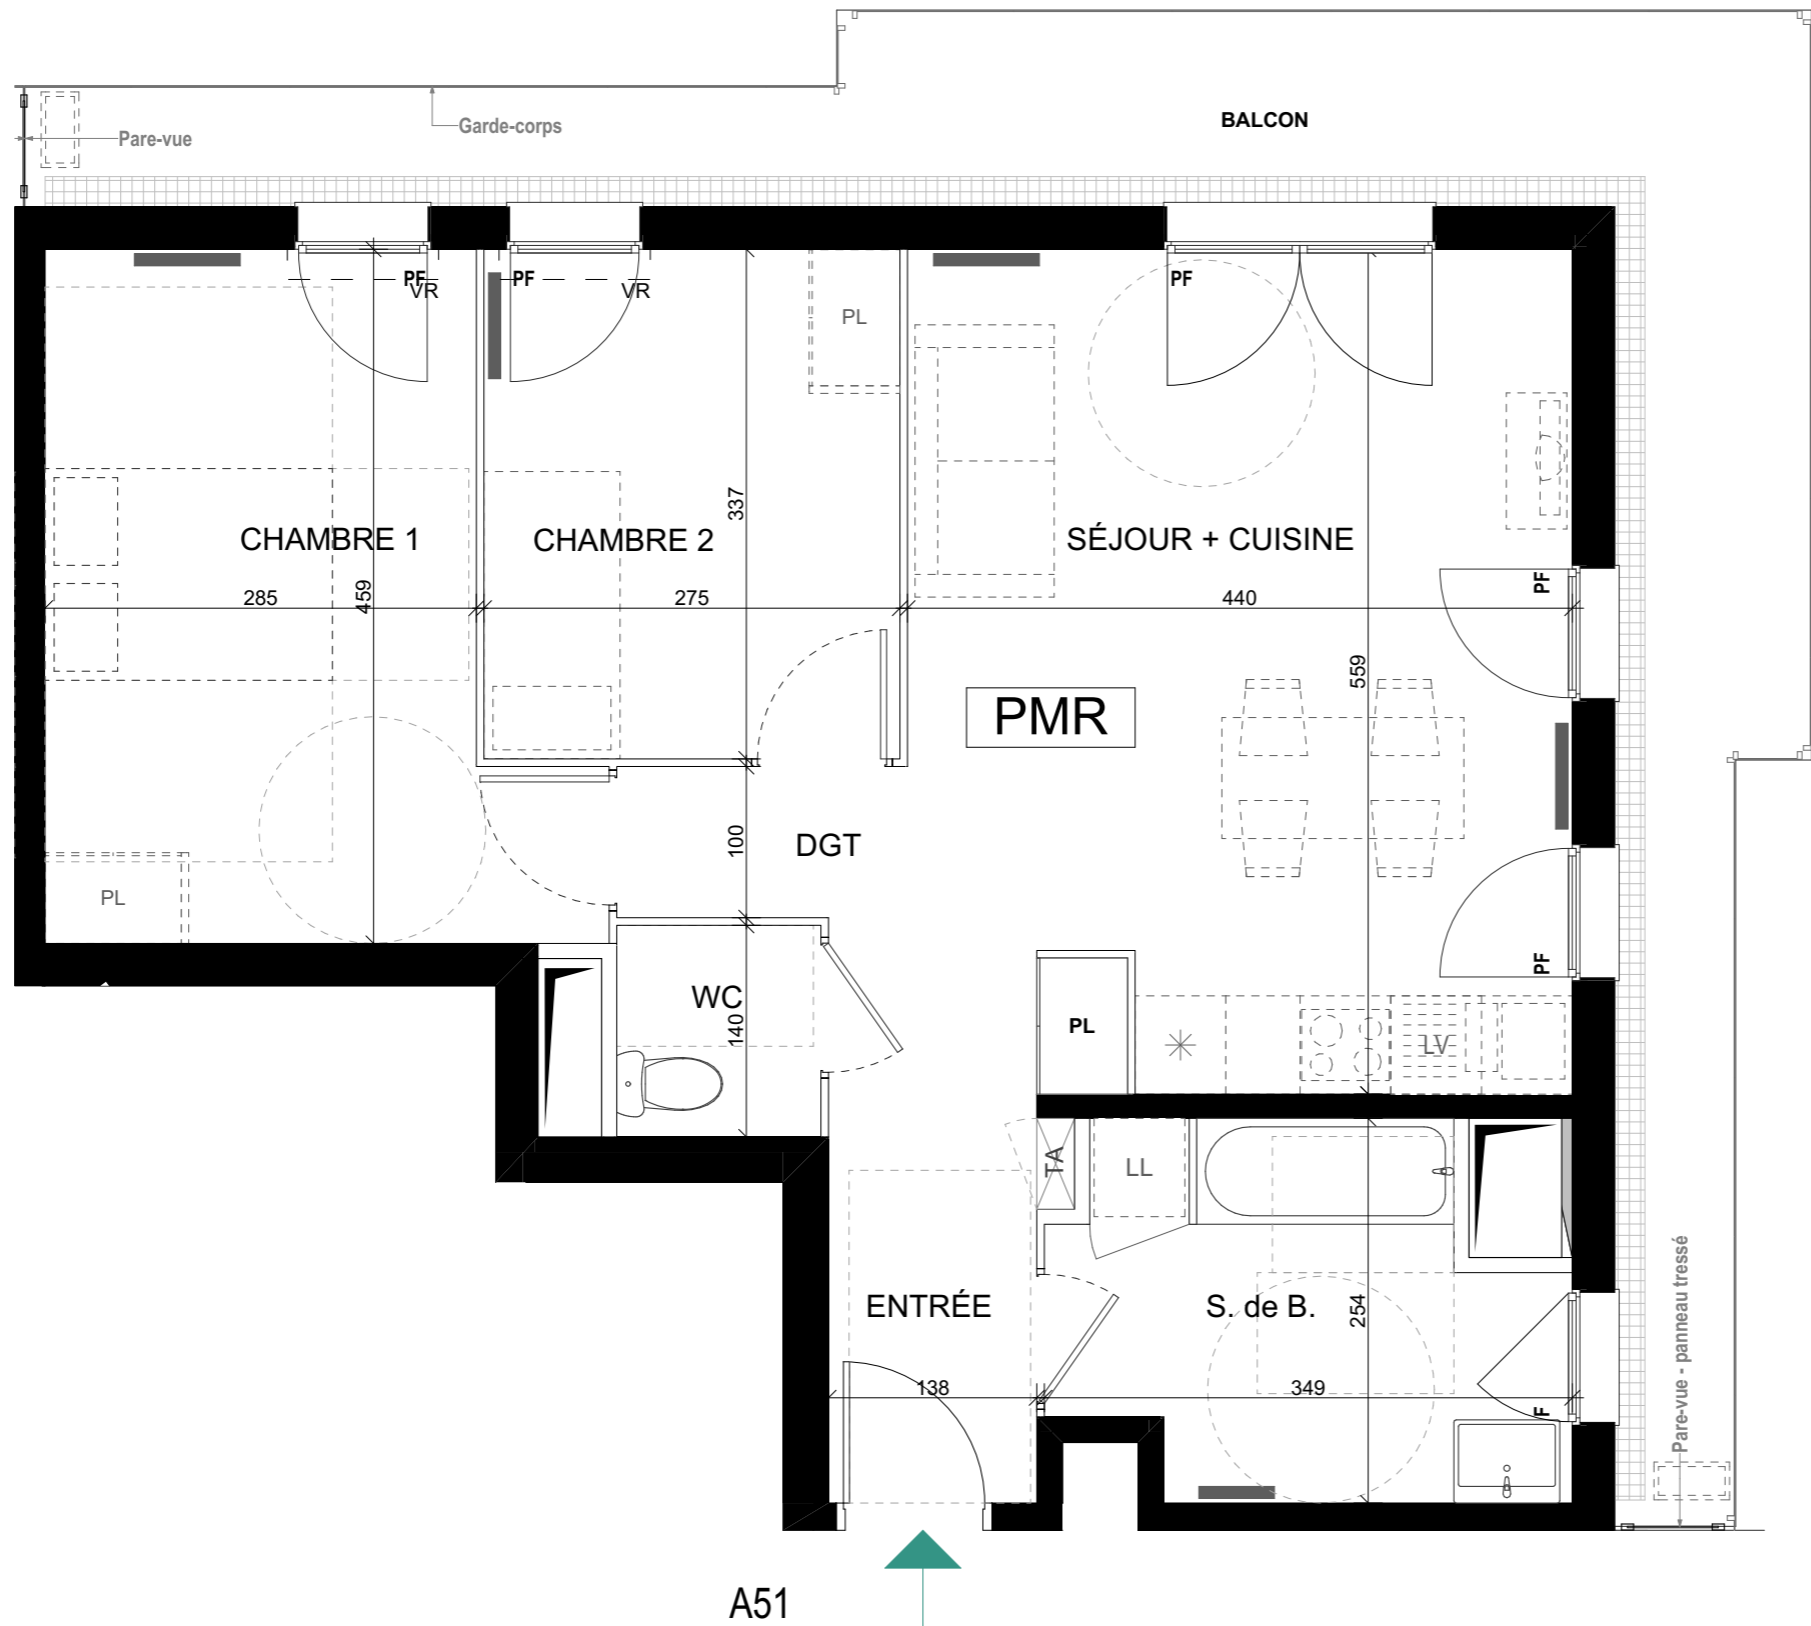 BALCON
Garde-corps
Pare-vue
PF
VR
PF
VR
PF
PL
CHAMBRE 1
CHAMBRE 2
SÉJOUR + CUISINE
337
459
285
275
440
PF
559
PMR
100
DGT
PL
WC
140
PL
LV
PF
TA
LL
ENTRÉE
S. de B.
254
138
349
F
Pare-vue - panneau tressé
A51